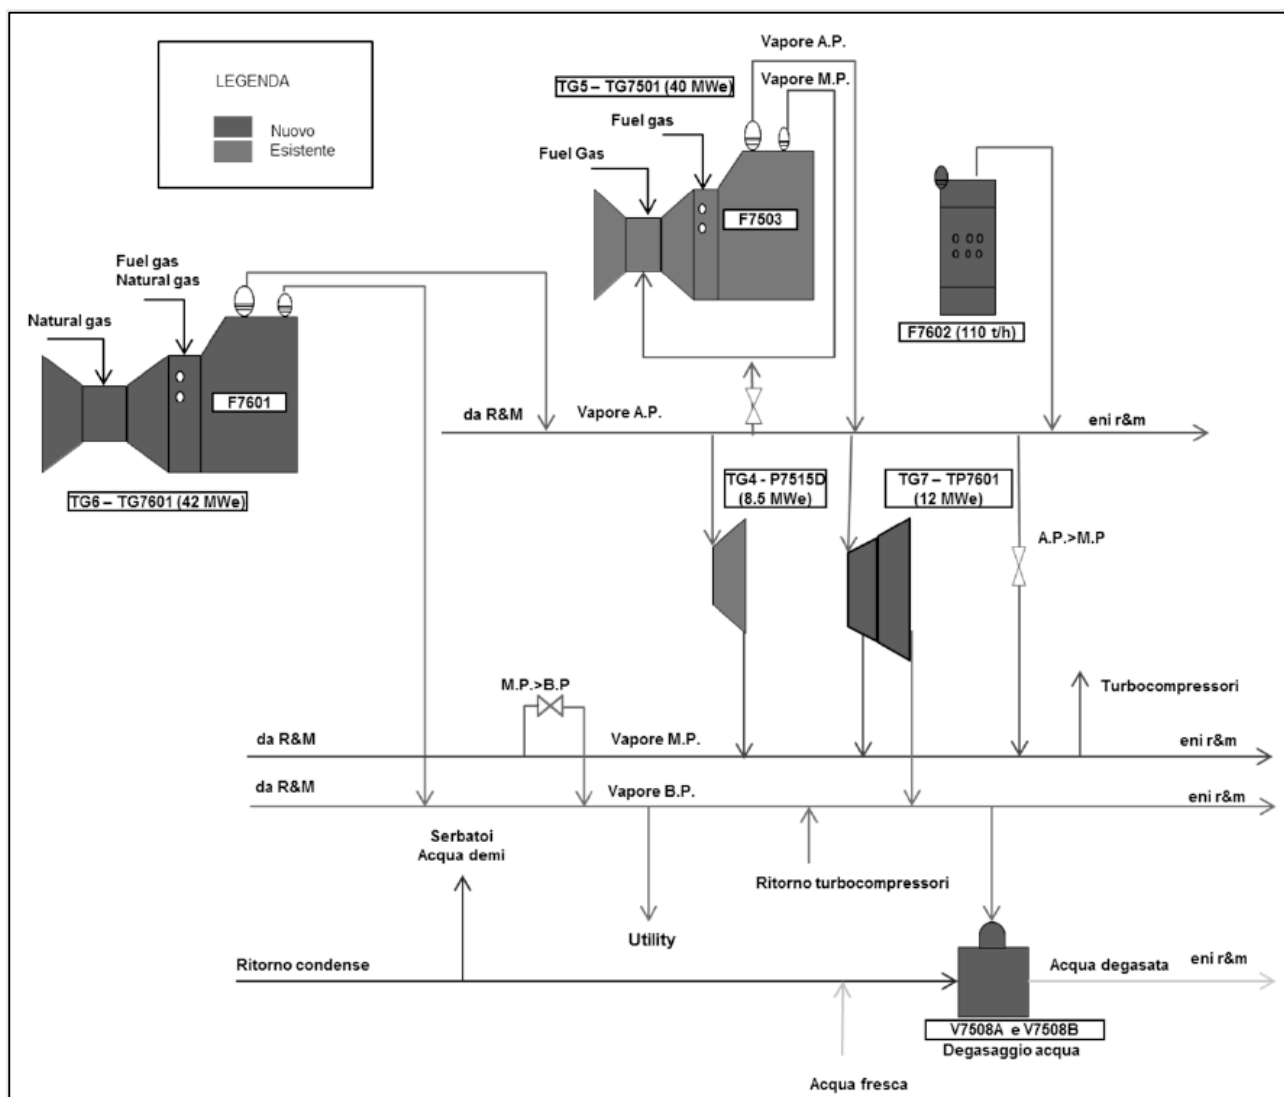 Vapore A.P.
LEGENDA
TG5 – TG7501 (40 MWe)
Vapore M.P.
Fuel gas
Nuovo
Esistente
Fuel Gas
F7503
Fuel gas
Natural gas
F7602 (110 t/h)
Natural gas
F7601
da R&M
Vapore A.P.
eni r&m
TG6 – TG7601 (42 MWe)
TG4 - P7515D
(8.5 MWe)
TG7 – TP7601
(12 MWe)
A.P.>M.P
M.P.>B.P
Turbocompressori
da R&M
Vapore M.P.
eni r&m
da R&M
Vapore B.P.
eni r&m
Serbatoi
Acqua demi
Ritorno turbocompressori
Utility
Ritorno condense
Acqua degasata
eni r&m
V7508A e V7508B
Degasaggio acqua
Acqua fresca